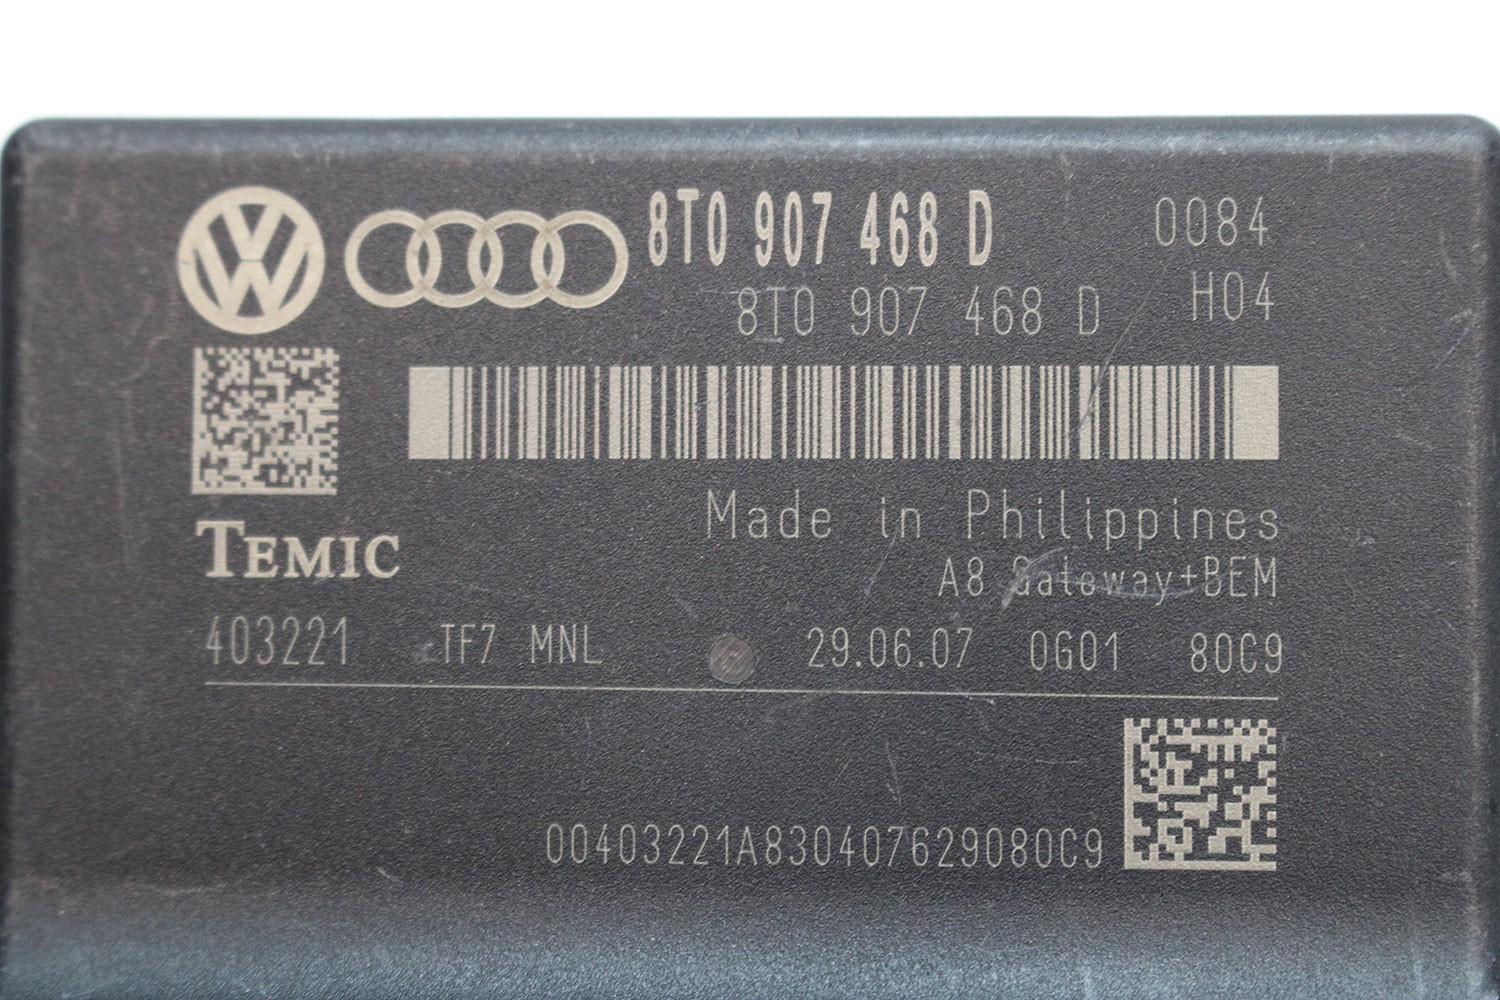 8T0 907 468 D 0084
8T0 907 468 D H04
Made in Philippines
TEMIC
A8 Gateway+BEM
403221 TF7 MNL 29.06.07 0G01 80C9
00403221A830407629080C9